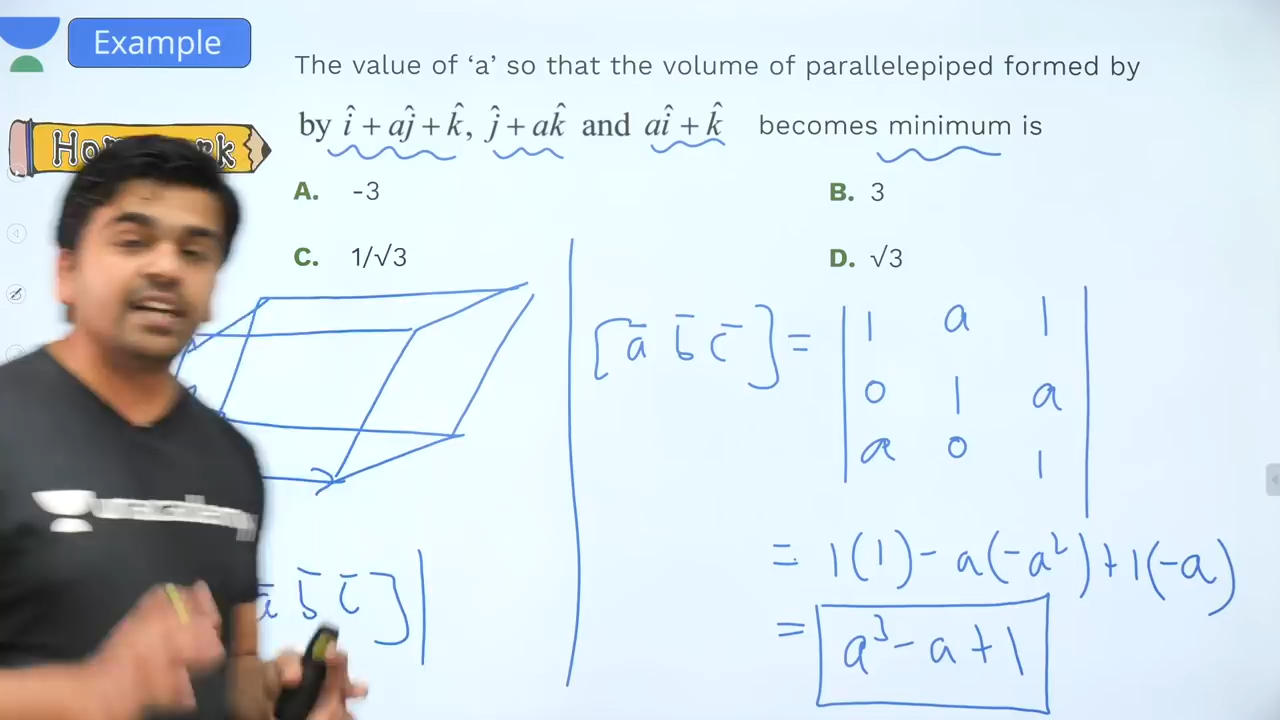 Example
The value of ‘a’ so that the volume of parallelepiped formed by
by î + aĵ + k̂, ĵ + ak̂ and aî + k̂ becomes minimum is
A. -3
B. 3
C. 1/√3
D. √3
[ā b̄ c̄] = | 1 a 1 |
| 0 1 a |
| a 0 1 |
b̄ c̄]|
= 1(1) - a(-a²) + 1(-a)
= a³ - a + 1